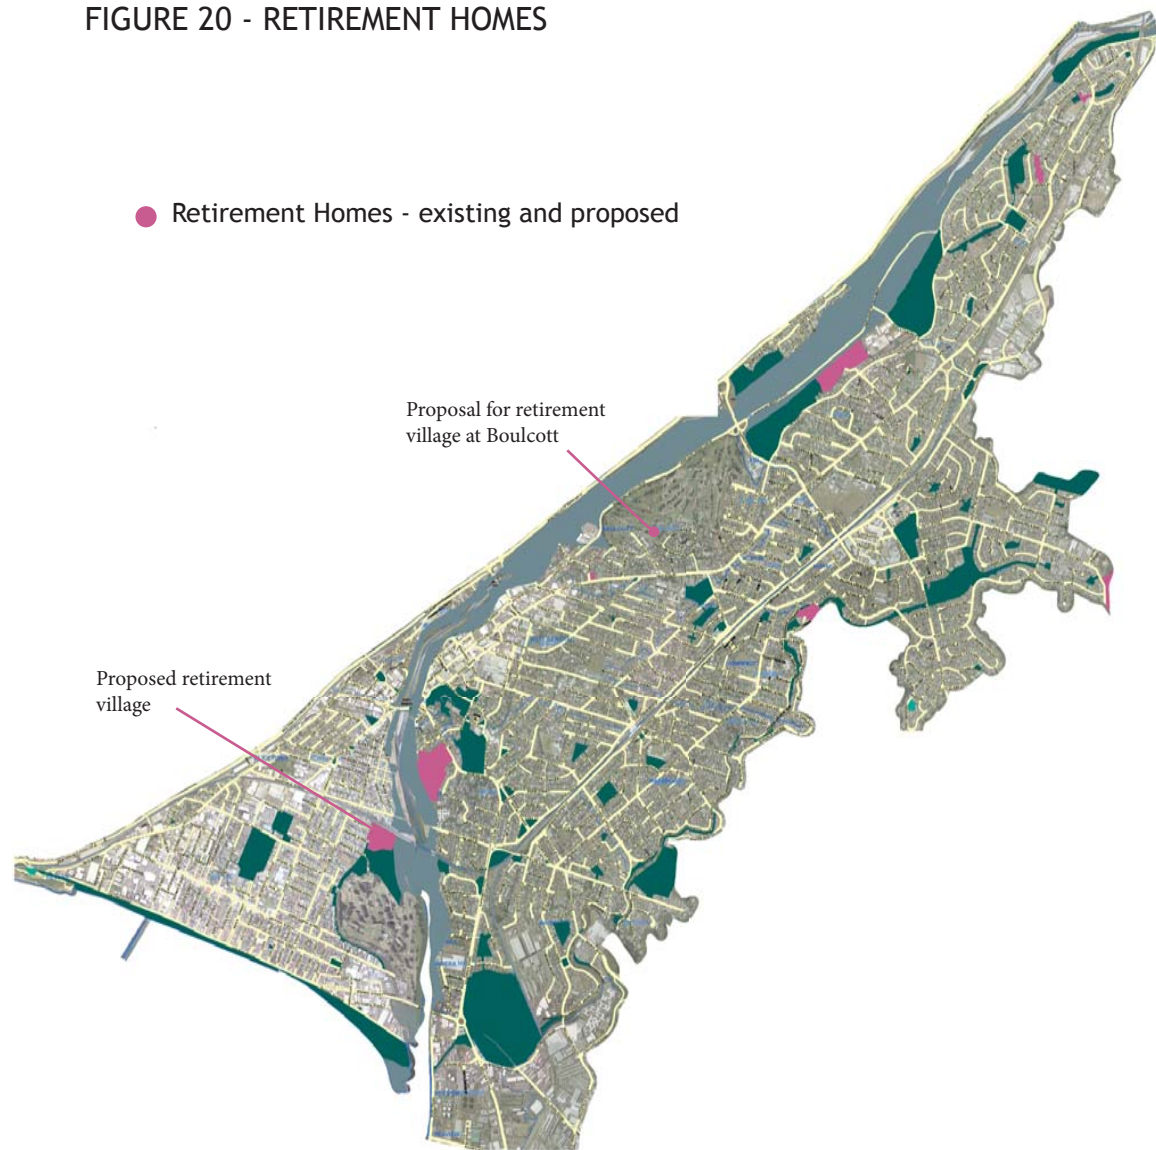 FIGURE 20 - RETIREMENT HOMES
Retirement Homes - existing and proposed
Proposal for retirement
village at Boulcott
Proposed retirement
village